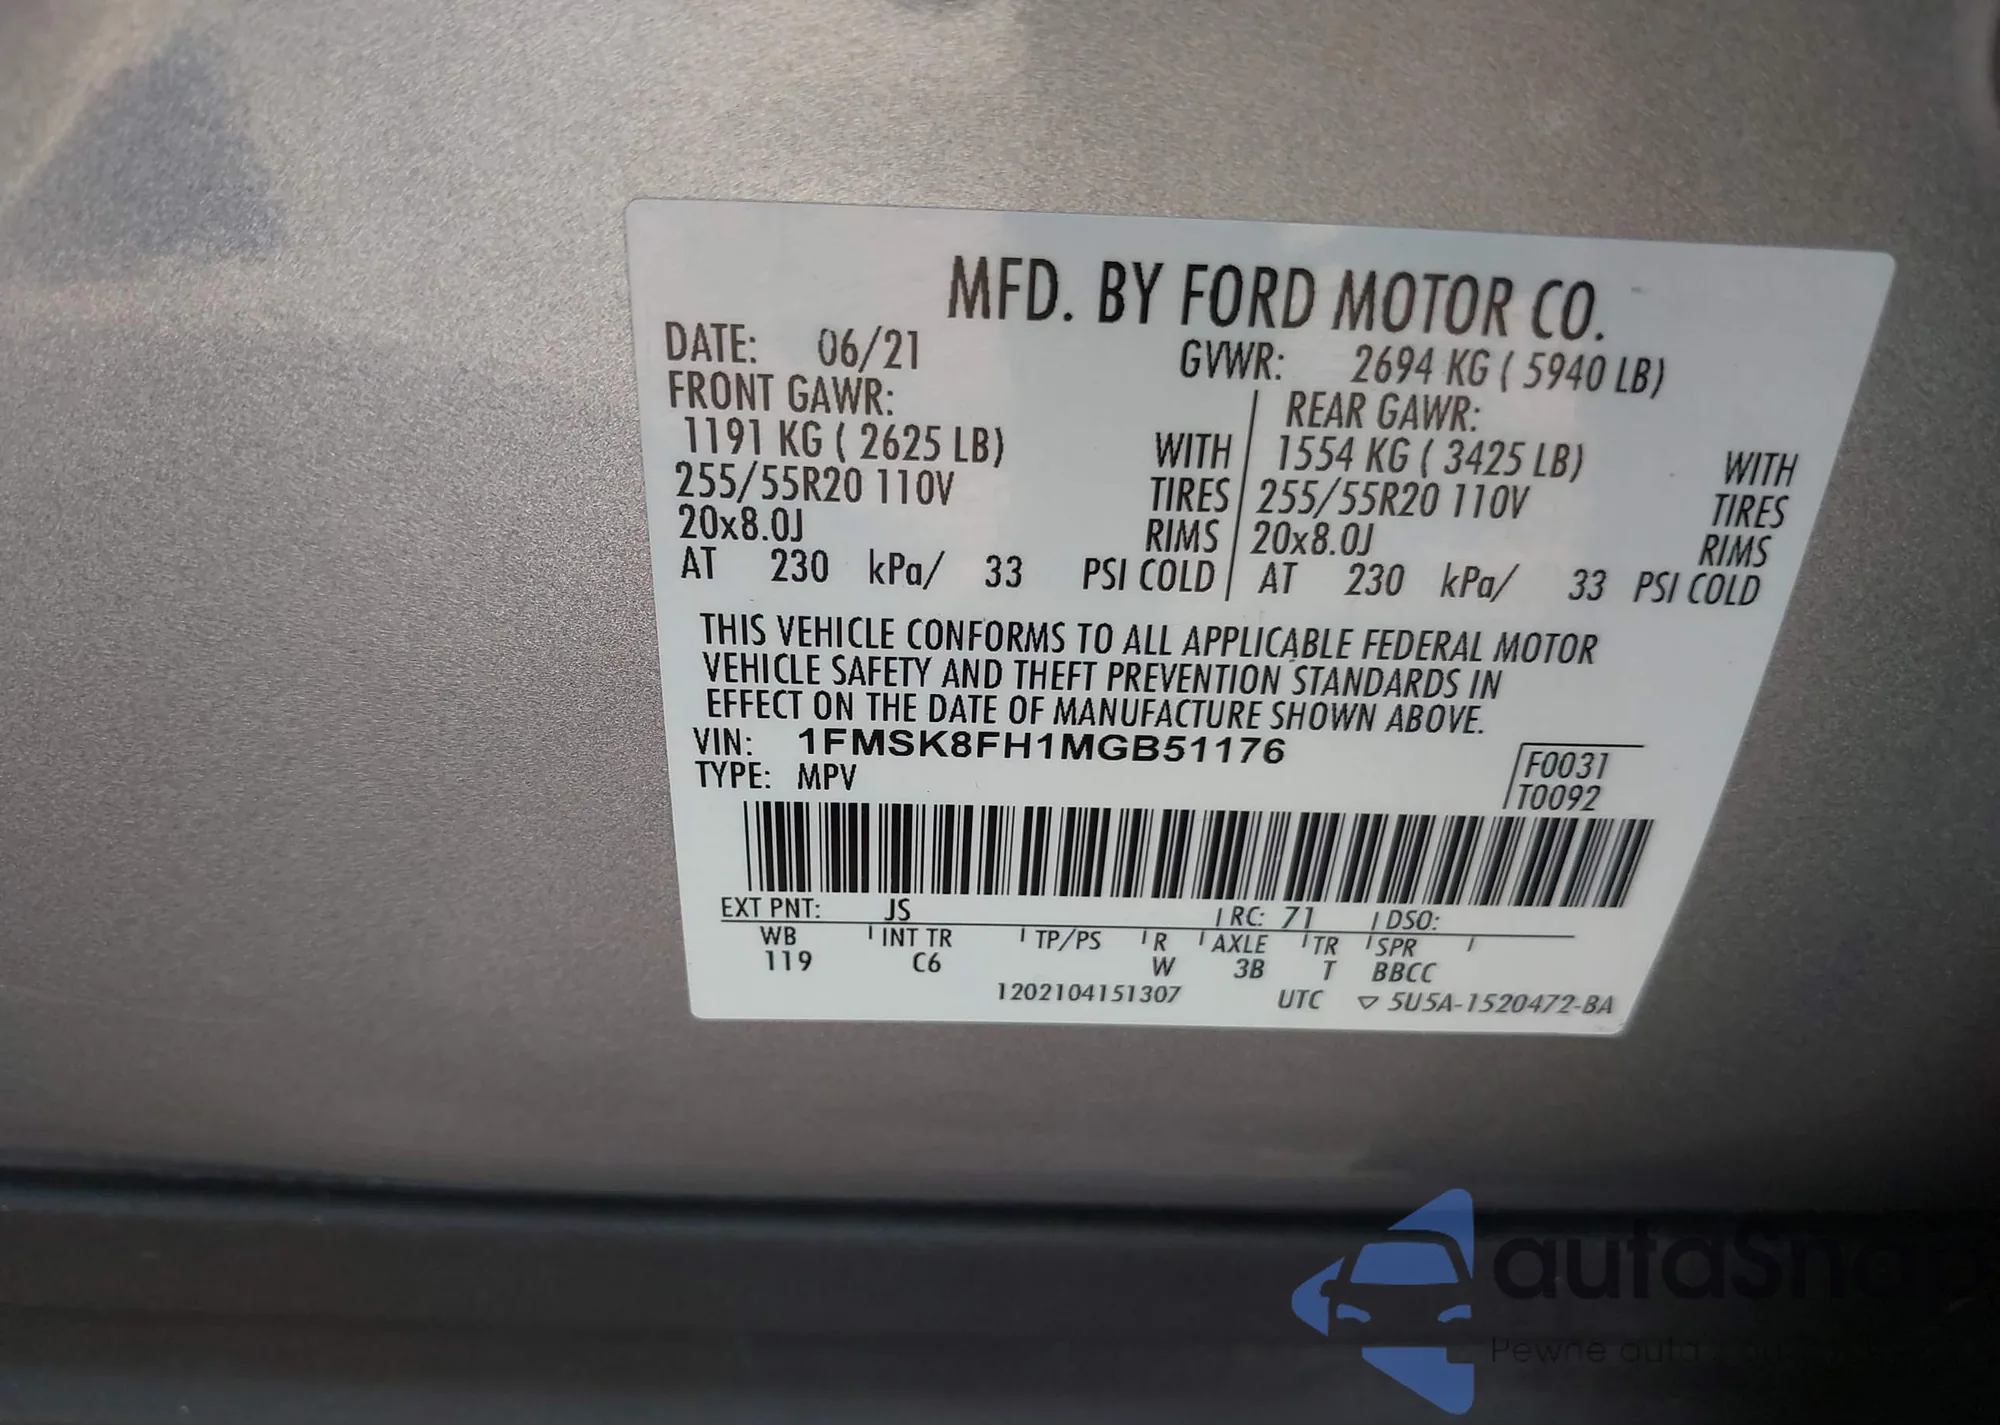 MFD. BY FORD MOTOR CO.
DATE: 06/21 GVWR: 2694 KG ( 5940 LB)
FRONT GAWR: REAR GAWR:
1191 KG ( 2625 LB) WITH 1554 KG ( 3425 LB) WITH
255/55R20 110V TIRES 255/55R20 110V TIRES
20x8.0J RIMS 20x8.0J RIMS
AT 230 kPa/ 33 PSI COLD AT 230 kPa/ 33 PSI COLD
THIS VEHICLE CONFORMS TO ALL APPLICABLE FEDERAL MOTOR
VEHICLE SAFETY AND THEFT PREVENTION STANDARDS IN
EFFECT ON THE DATE OF MANUFACTURE SHOWN ABOVE.
VIN: 1FMSK8FH1MGB51176 F0031
TYPE: MPV T0092
EXT PNT: JS RC: 71 DSO:
WB INT TR TP/PS R AXLE TR SPR
119 C6 W 3B T BBCC
1202104151307 UTC ▽ 5U5A-1520472-BA
autaSnap
Pewne auta